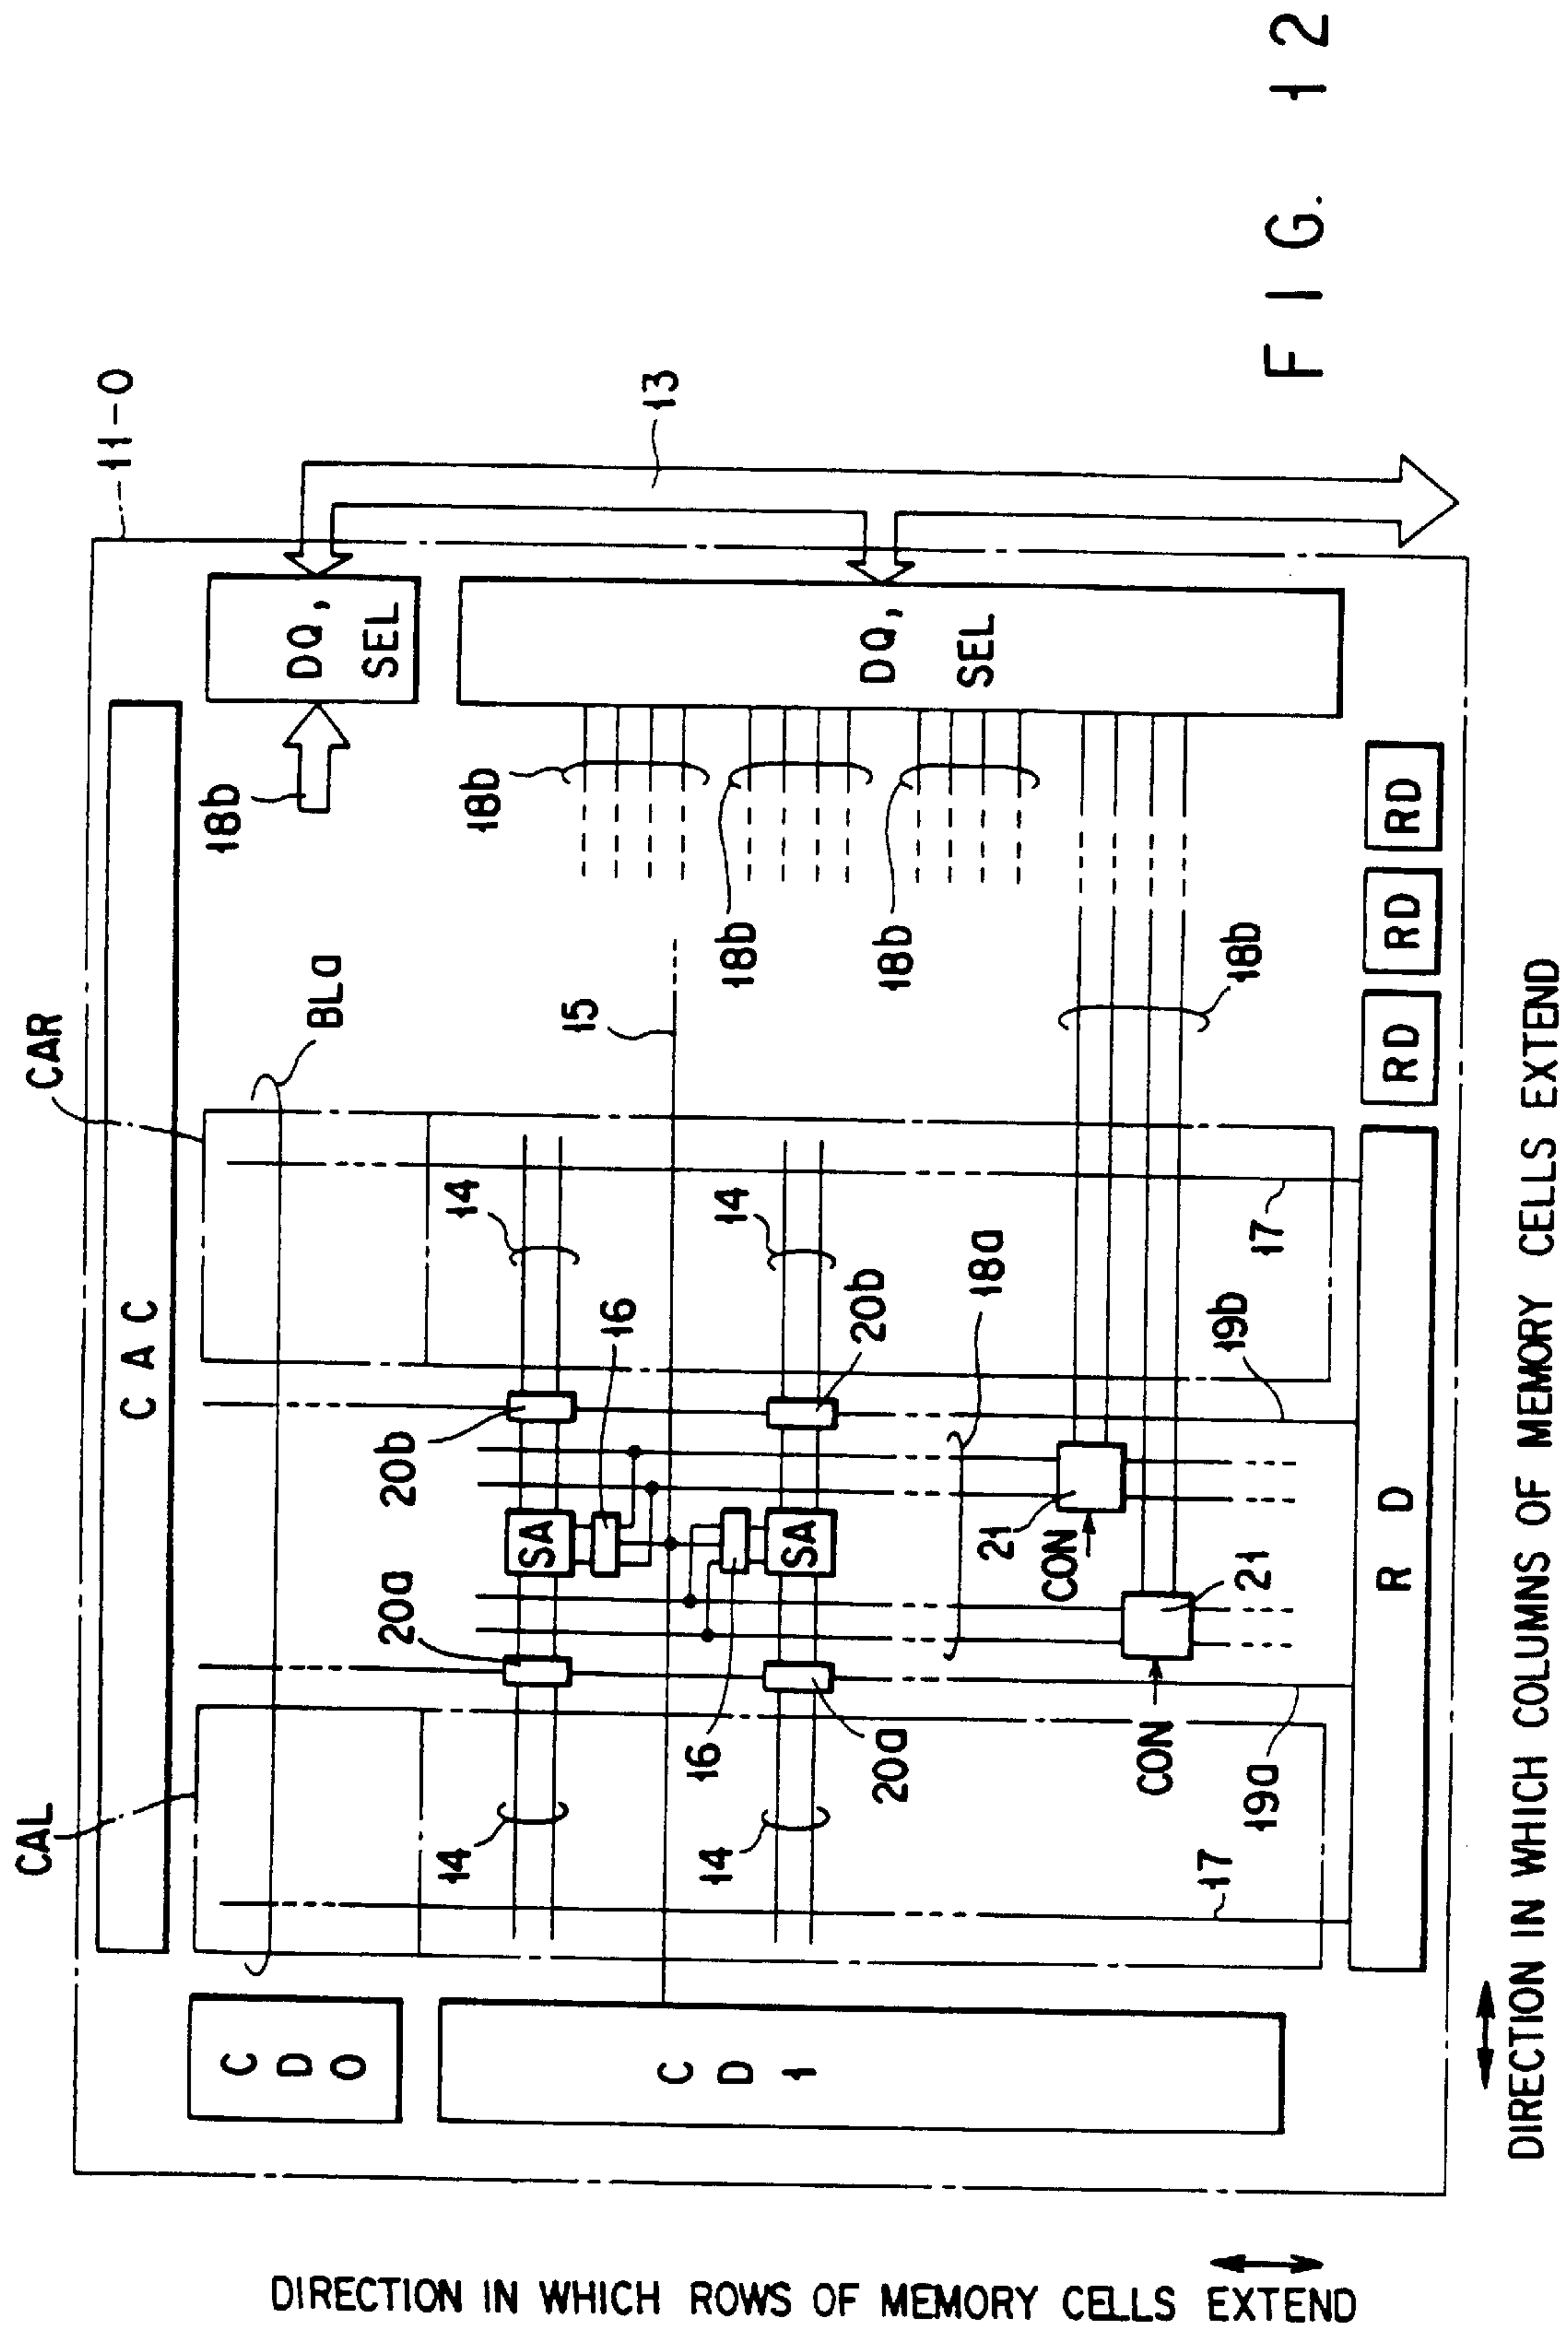 FIG. 12
11-0
CAR
CAL
CAC
BLa
18b
DQ,
SEL
13
CD0
CD1
DQ,
SEL
14
14
20a
20b
SA
16
18b
15
14
14
16
SA
20a
20b
18b
18b
18a
CON
21
CON
21
18b
19a
19b
17
17
RD
RD
RD
RD
DIRECTION IN WHICH COLUMNS OF MEMORY CELLS EXTEND
DIRECTION IN WHICH ROWS OF MEMORY CELLS EXTEND